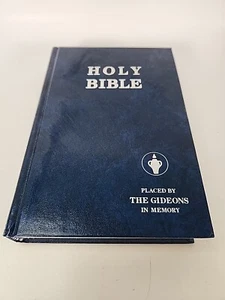 HOLY
BIBLE
PLACED BY
THE GIDEONS
IN MEMORY